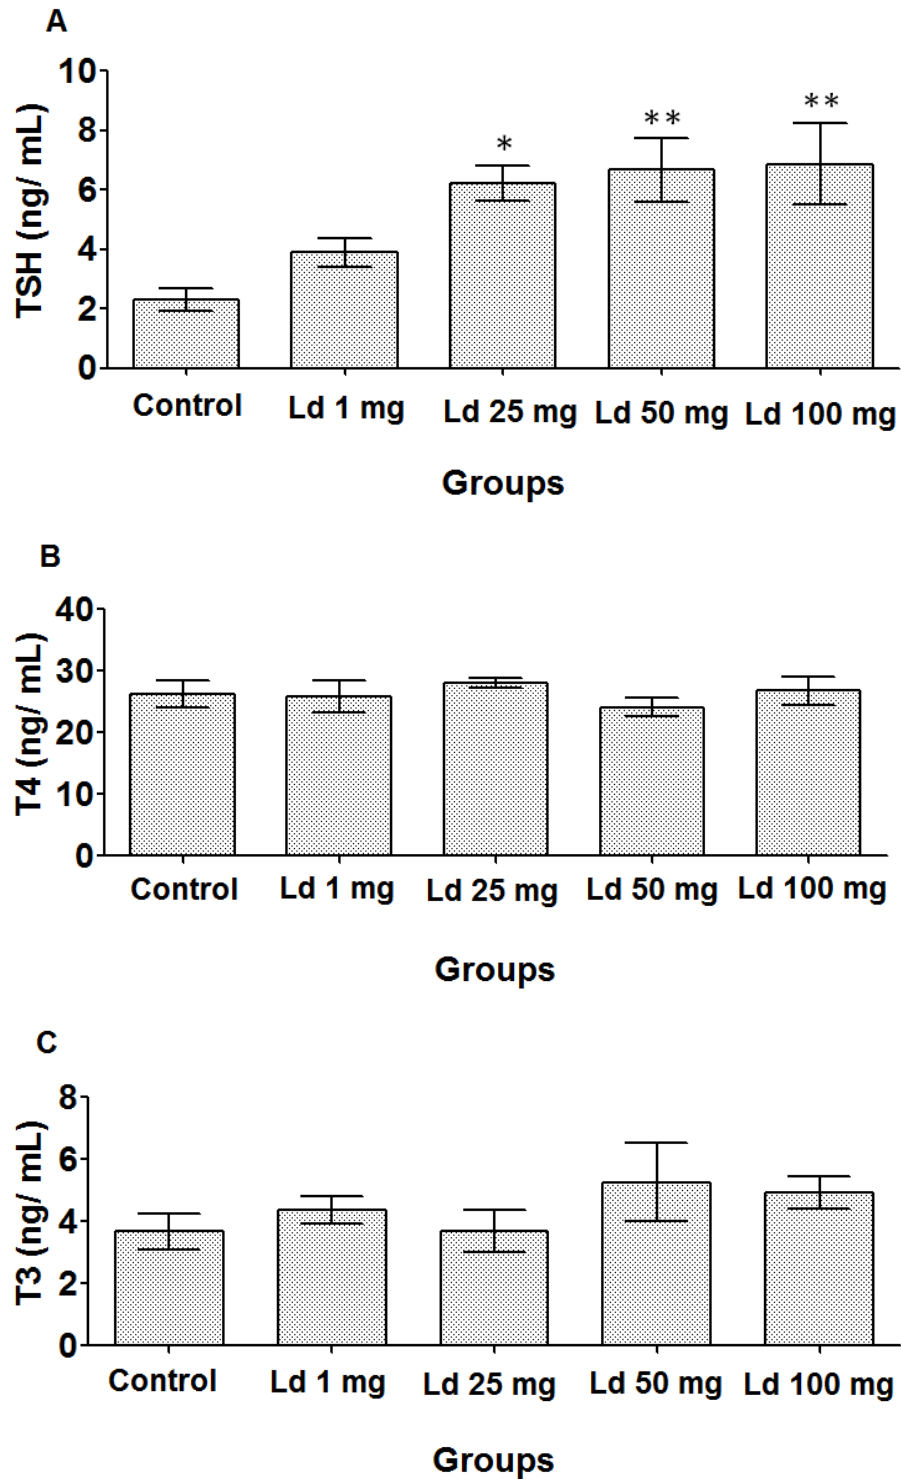 A
TSH (ng/ mL)
10
8
6
4
2
0
*
**
**
Control Ld 1 mg Ld 25 mg Ld 50 mg Ld 100 mg
Groups
B
T4 (ng/ mL)
40
30
20
10
0
Control Ld 1 mg Ld 25 mg Ld 50 mg Ld 100 mg
Groups
C
T3 (ng/ mL)
8
6
4
2
0
Control Ld 1 mg Ld 25 mg Ld 50 mg Ld 100 mg
Groups